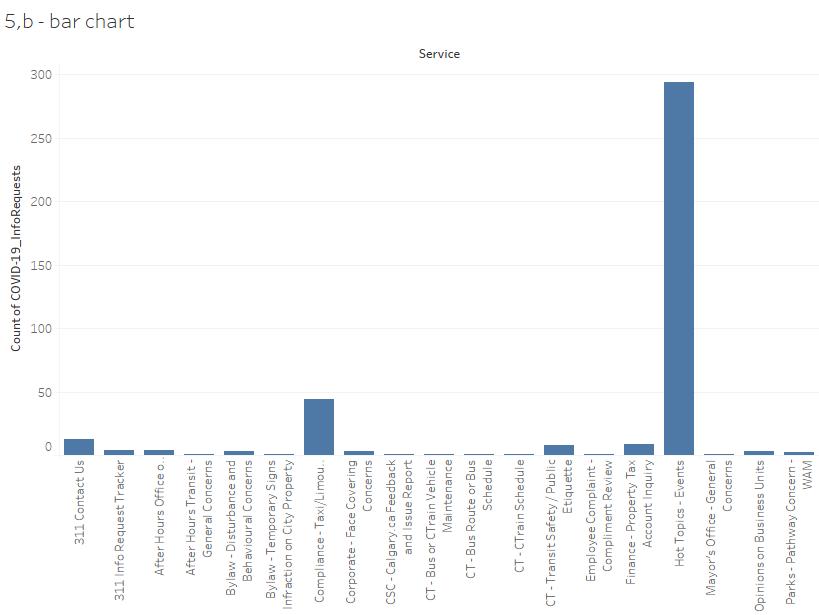 5,b - bar chart
Service
Count of COVID-19_InfoRequests
300
250
200
150
100
50
0
311 Contact Us
311 Info Request Tracker
After Hours Office o..
After Hours Transit -
General Concerns
Bylaw - Disturbance and
Behavioural Concerns
Bylaw - Temporary Signs
Infraction on City Property
Compliance - Taxi/Limou..
Corporate - Face Covering
Concerns
CSC - Calgary.ca Feedback
and Issue Report
CT - Bus or CTrain Vehicle
Maintenance
CT - Bus Route or Bus
Schedule
CT - CTrain Schedule
CT - Transit Safety / Public
Etiquette
Employee Complaint -
Compliment Review
Finance - Property Tax
Account Inquiry
Hot Topics - Events
Mayor's Office - General
Concerns
Opinions on Business Units
Parks - Pathway Concern -
WAM